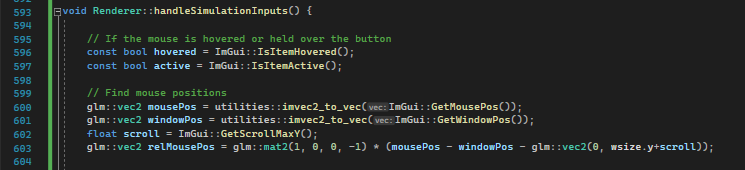 593 void Renderer::handleSimulationInputs() {
594
595 // If the mouse is hovered or held over the button
596 const bool hovered = ImGui::IsItemHovered();
597 const bool active = ImGui::IsItemActive();
598
599 // Find mouse positions
600 glm::vec2 mousePos = utilities::imvec2_to_vec(vec:ImGui::GetMousePos());
601 glm::vec2 windowPos = utilities::imvec2_to_vec(vec:ImGui::GetWindowPos());
602 float scroll = ImGui::GetScrollMaxY();
603 glm::vec2 relMousePos = glm::mat2(1, 0, 0, -1) * (mousePos - windowPos - glm::vec2(0, wsize.y+scroll));
604